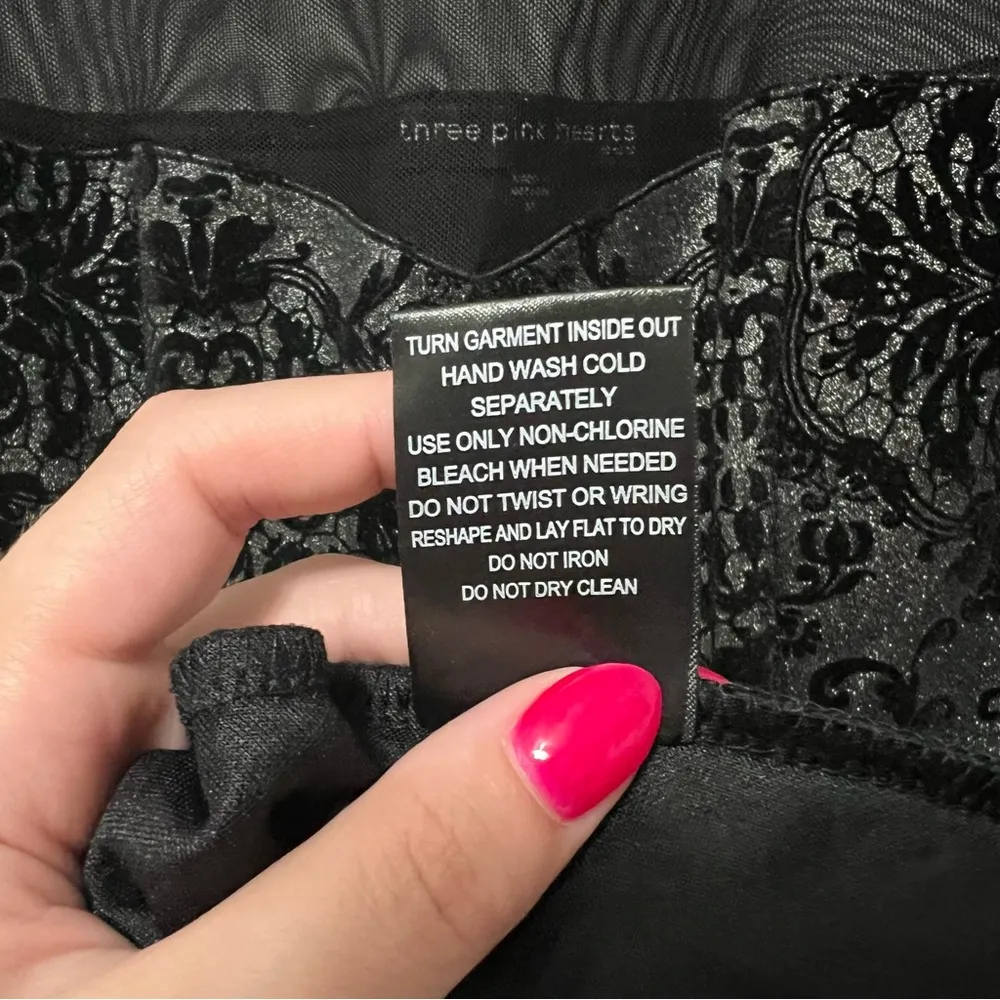 three pink hearts
TURN GARMENT INSIDE OUT
HAND WASH COLD
SEPARATELY
USE ONLY NON-CHLORINE
BLEACH WHEN NEEDED
DO NOT TWIST OR WRING
RESHAPE AND LAY FLAT TO DRY
DO NOT IRON
DO NOT DRY CLEAN